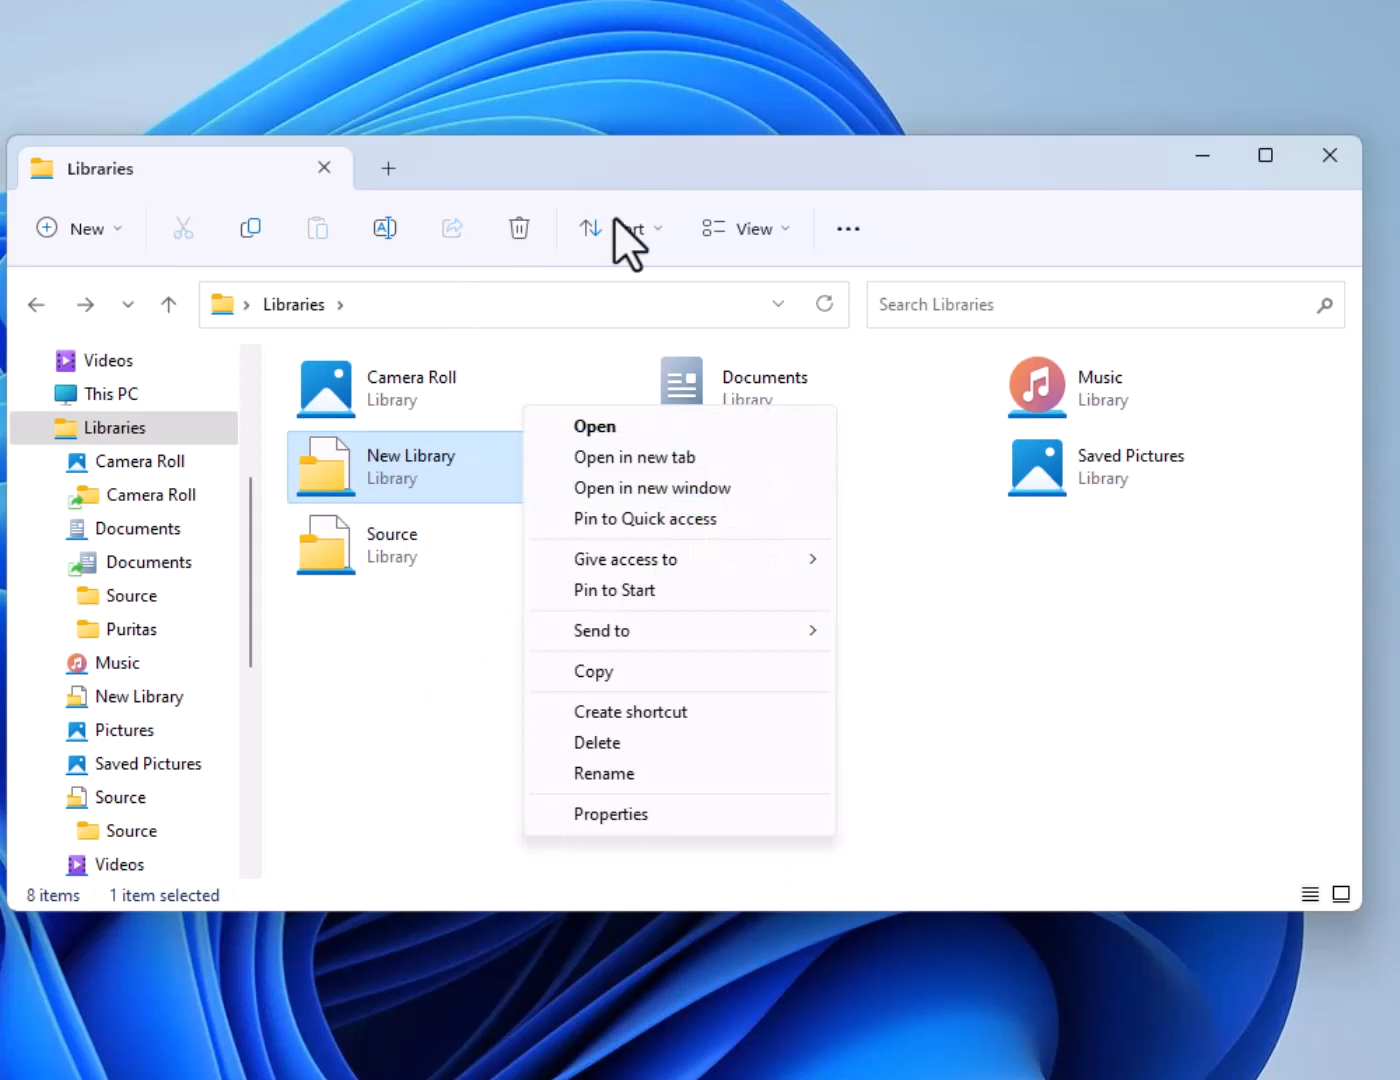 Libraries
New
View
Libraries
Search Libraries
Videos
This PC
Libraries
Camera Roll
Camera Roll
Documents
Documents
Source
Puritas
Music
New Library
Pictures
Saved Pictures
Source
Source
Videos
Camera Roll
Library
Documents
Library
Music
Library
New Library
Library
Saved Pictures
Library
Source
Library
Open
Open in new tab
Open in new window
Pin to Quick access
Give access to
Pin to Start
Send to
Copy
Create shortcut
Delete
Rename
Properties
8 items
1 item selected